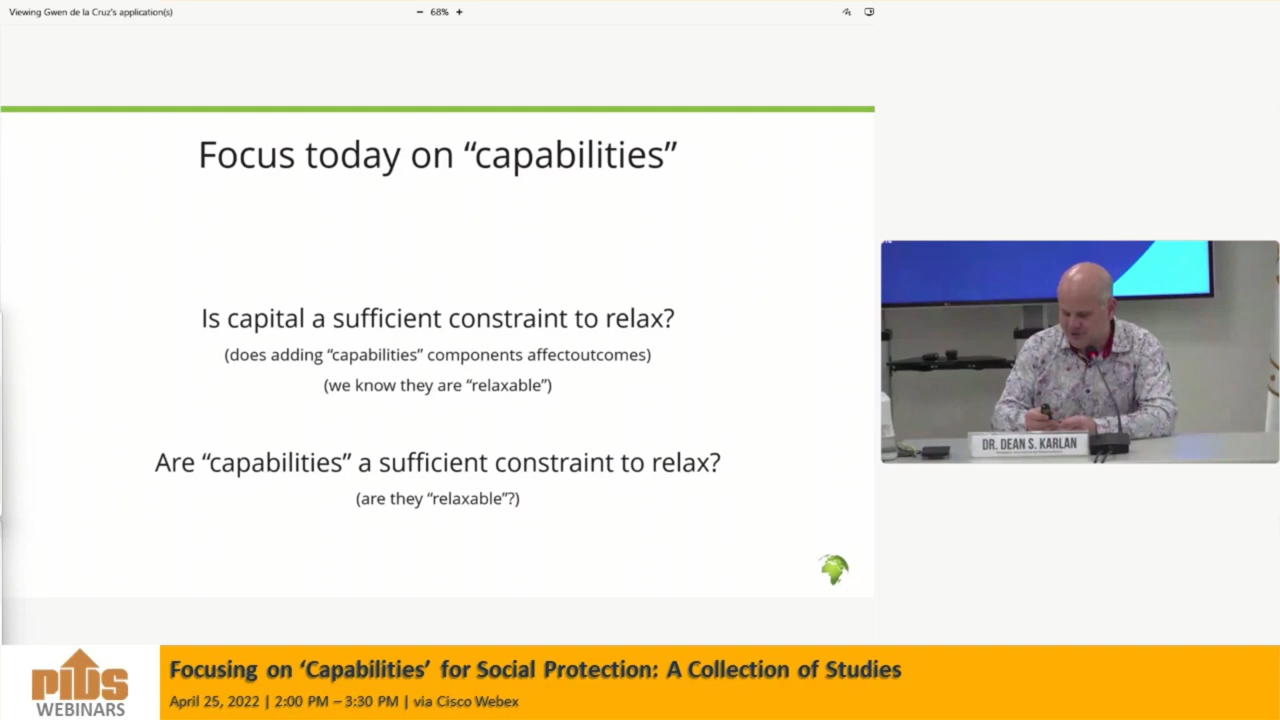 Viewing Gwen de la Cruz's application(s)
− 68% +
Focus today on “capabilities”
Is capital a sufficient constraint to relax?
(does adding “capabilities” components affectoutcomes)
(we know they are “relaxable”)
Are “capabilities” a sufficient constraint to relax?
(are they “relaxable”?)
DR. DEAN S. KARLAN
PIDS
WEBINARS
Focusing on ‘Capabilities’ for Social Protection: A Collection of Studies
April 25, 2022 | 2:00 PM – 3:30 PM | via Cisco Webex